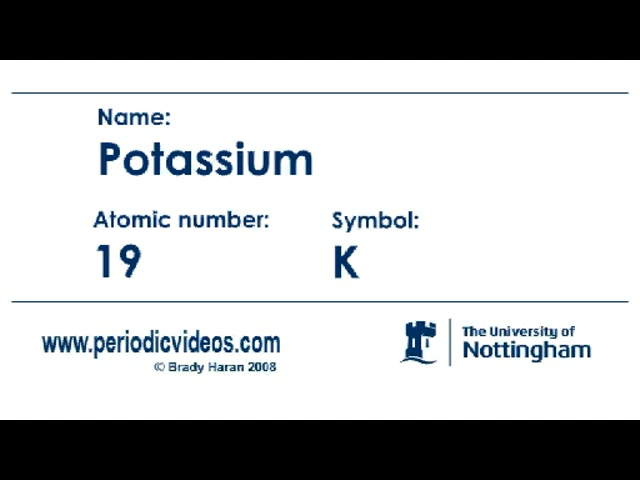 Name:
Potassium
Atomic number: Symbol:
19 K
www.periodicvideos.com
© Brady Haran 2008
The University of
Nottingham